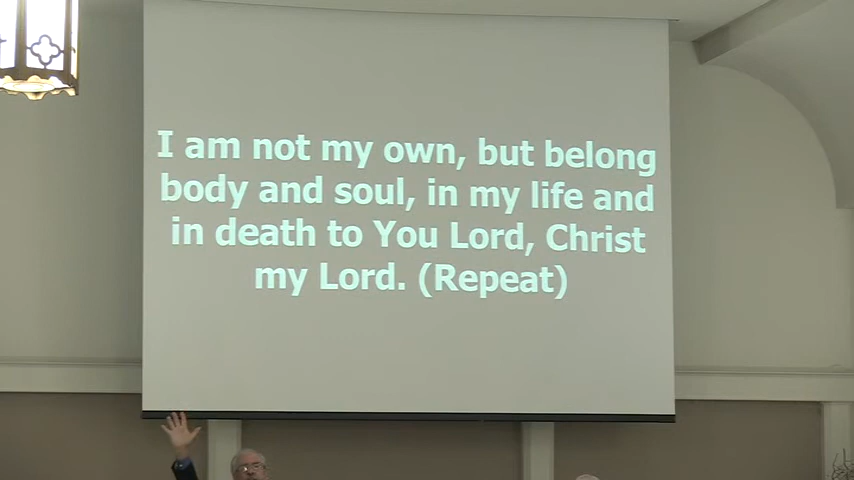 I am not my own, but belong
body and soul, in my life and
in death to You Lord, Christ
my Lord. (Repeat)